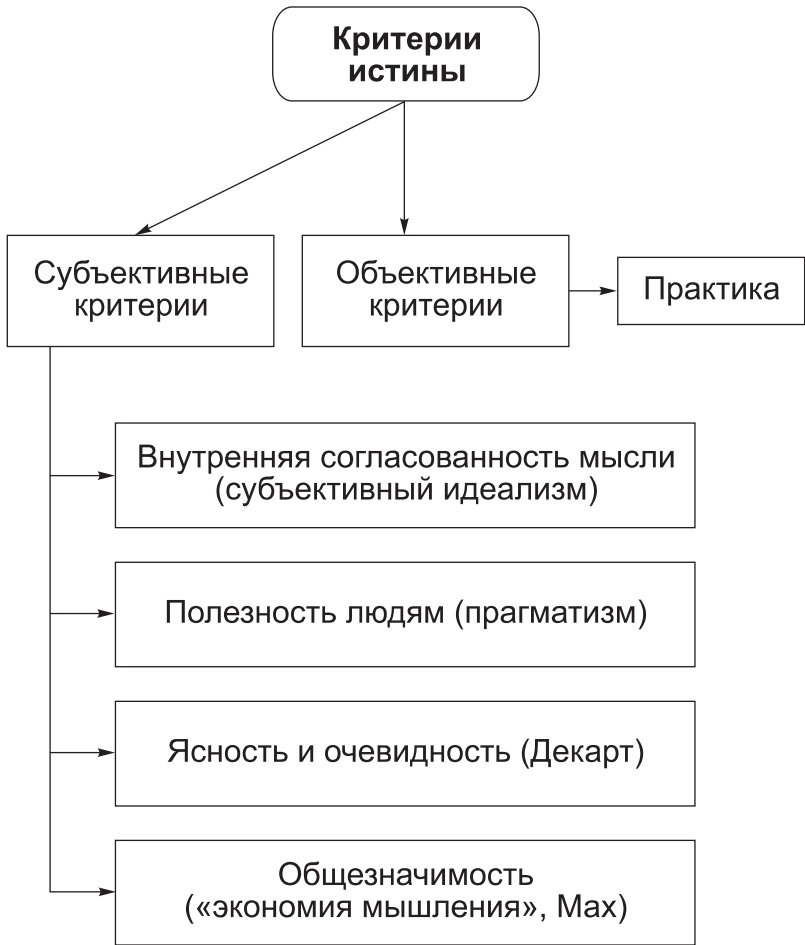 Критерии
истины
Субъективные
критерии
Объективные
критерии
Практика
Внутренняя согласованность мысли
(субъективный идеализм)
Полезность людям (прагматизм)
Ясность и очевидность (Декарт)
Общезначимость
(«экономия мышления», Мах)